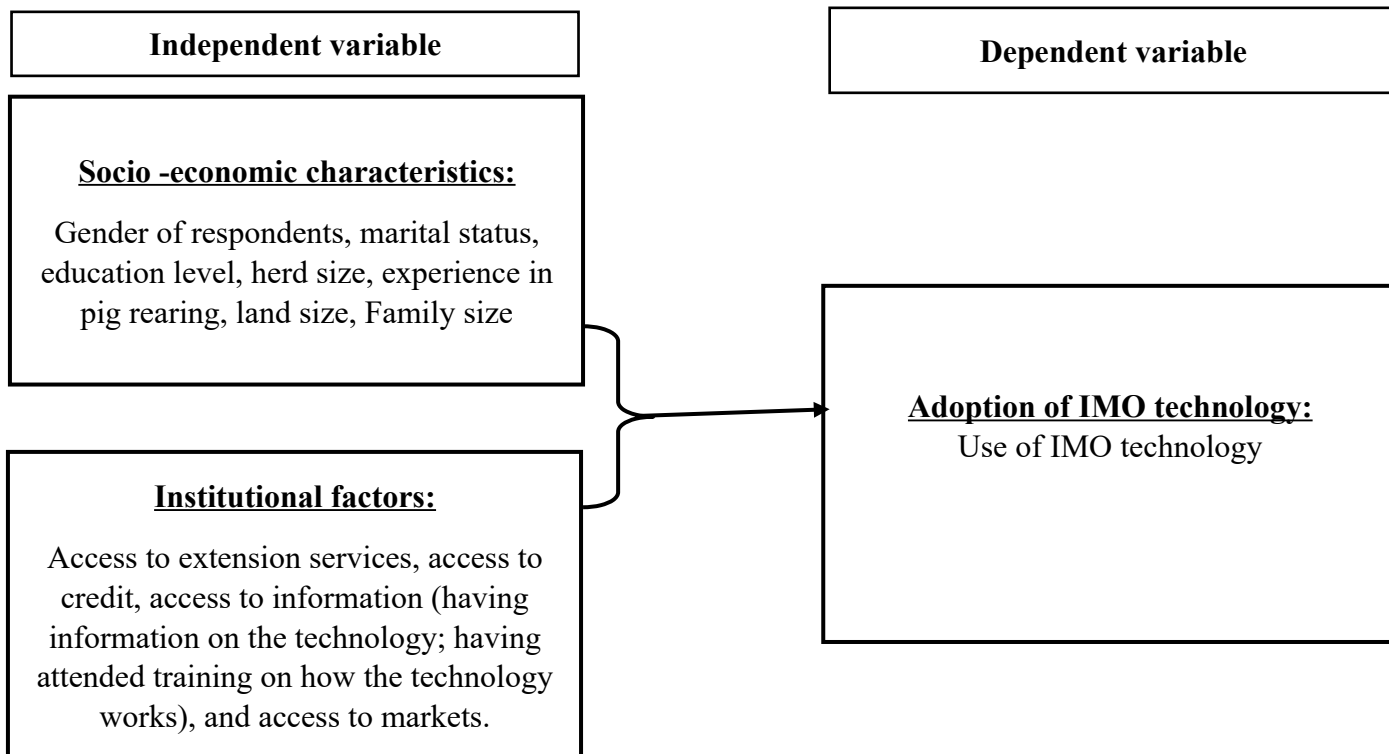 Independent variable
Dependent variable
Socio -economic characteristics:
Gender of respondents, marital status,
education level, herd size, experience in
pig rearing, land size, Family size
Institutional factors:
Access to extension services, access to
credit, access to information (having
information on the technology; having
attended training on how the technology
works), and access to markets.
Adoption of IMO technology:
Use of IMO technology